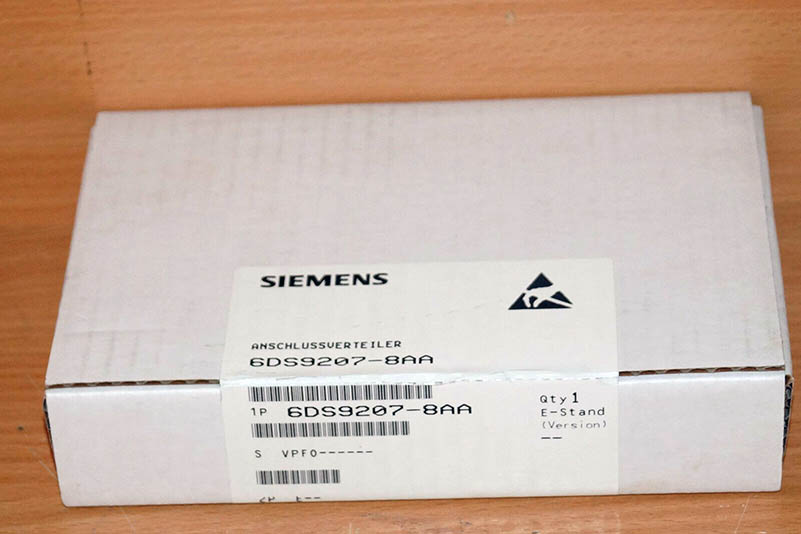 SIEMENS
ANSCHLUSSVERTEILER
6DS9207-8AA
1P 6DS9207-8AA
Qty 1
E-Stand
(Version)
--
S VPF0------